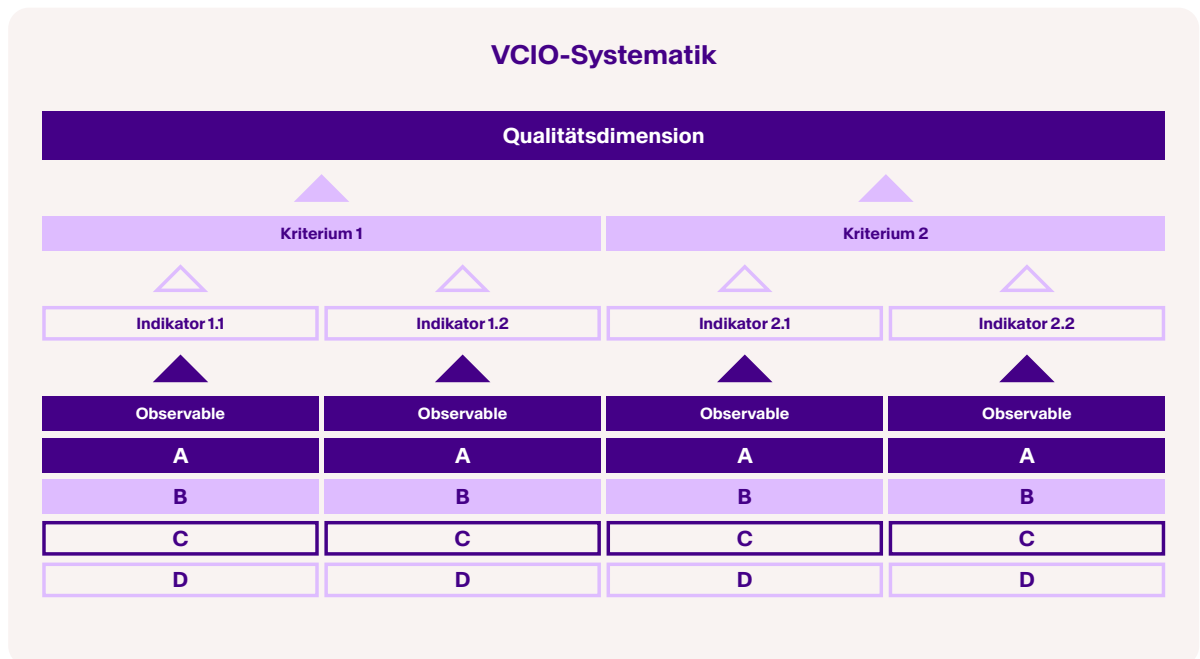 VCIO-Systematik
Qualitätsdimension
Kriterium 1 Kriterium 2
Indikator 1.1 Indikator 1.2 Indikator 2.1 Indikator 2.2
Observable Observable Observable Observable
A A A A
B B B B
C C C C
D D D D